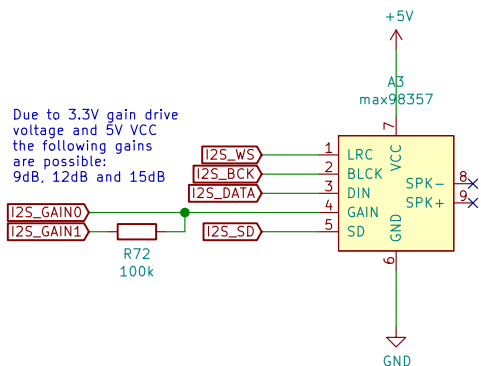 +5V
A3
max98357
Due to 3.3V gain drive
voltage and 5V VCC
the following gains
are possible:
9dB, 12dB and 15dB
7
VCC
I2S_WS 1 LRC
I2S_BCK 2 BLCK
I2S_DATA 3 DIN
SPK- 8
SPK+ 9
I2S_GAIN0 4 GAIN
I2S_GAIN1
R72
100k
I2S_SD 5 SD
GND
6
GND